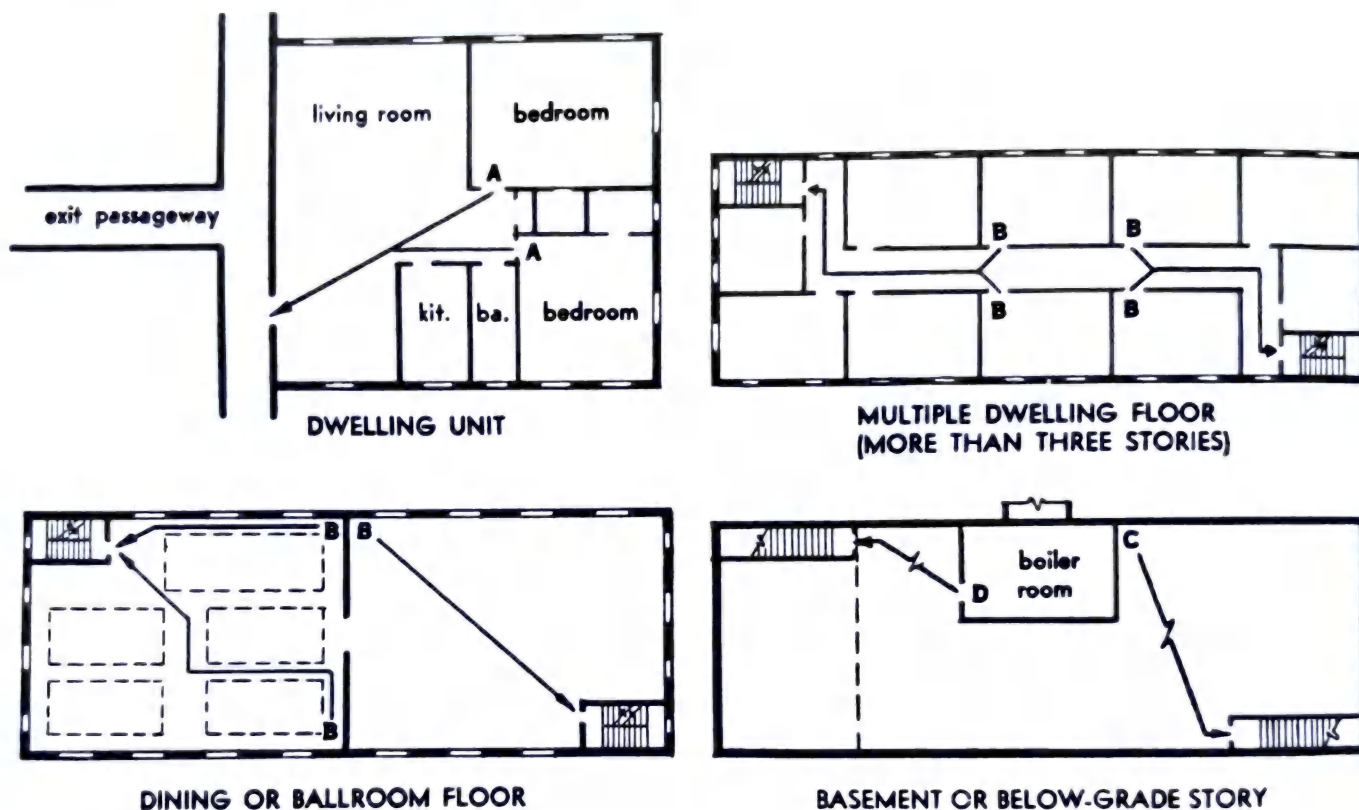 living room
bedroom
A
exit passageway
A
kit.
ba.
bedroom
DWELLING UNIT
B
B
B
B
MULTIPLE DWELLING FLOOR
(MORE THAN THREE STORIES)
B
B
B
DINING OR BALLROOM FLOOR
boiler
room
C
D
BASEMENT OR BELOW-GRADE STORY